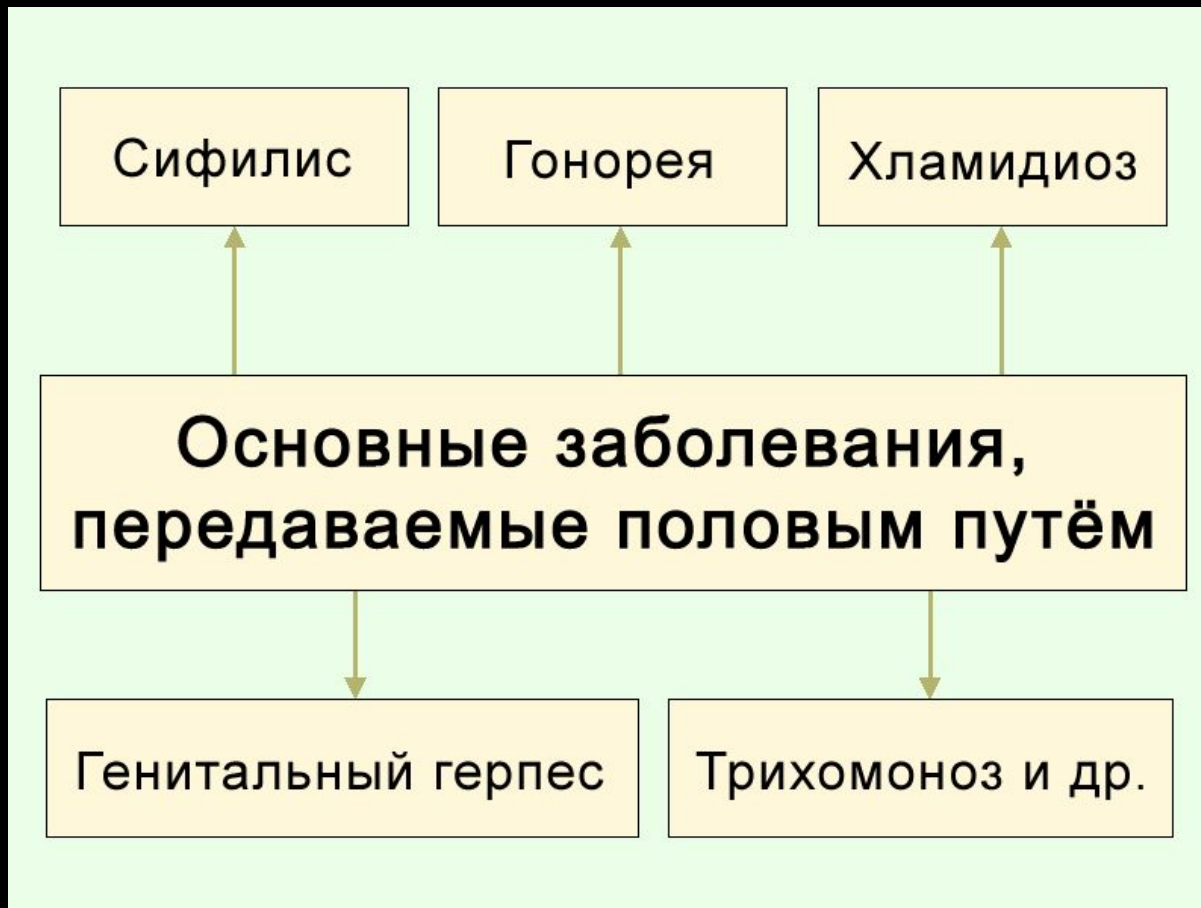 Сифилис
Гонорея
Хламидиоз
Основные заболевания,
передаваемые половым путём
Генитальный герпес
Трихомоноз и др.